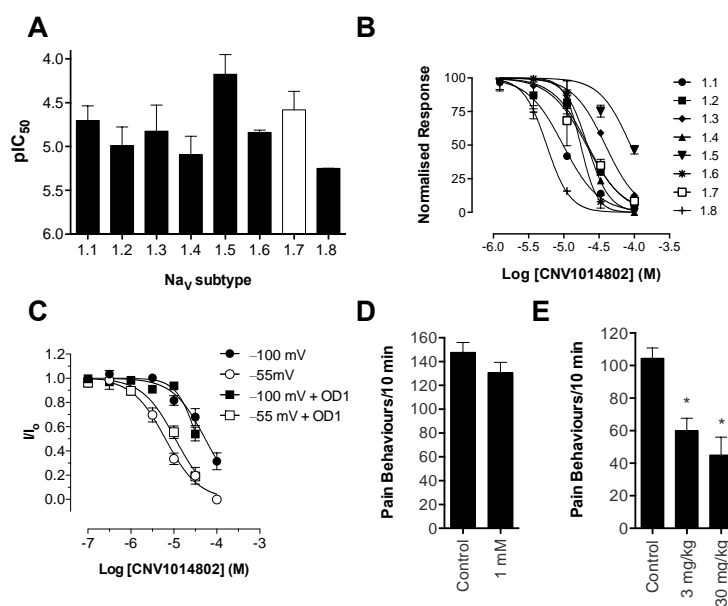 A
4.0
4.5
5.0
5.5
6.0
pIC50
1.1 1.2 1.3 1.4 1.5 1.6 1.7 1.8
NaV subtype
B
100
75
50
25
0
Normalised Response
-6.0 -5.5 -5.0 -4.5 -4.0 -3.5
Log [CNV1014802] (M)
1.1
1.2
1.3
1.4
1.5
1.6
1.7
1.8
C
1.2
1.0
0.8
0.6
0.4
0.2
0.0
I/Io
-7 -6 -5 -4 -3
Log [CNV1014802] (M)
–100 mV
–55mV
–100 mV + OD1
–55 mV + OD1
D
160
140
120
100
80
60
40
20
0
Pain Behaviours/10 min
Control
1 mM
E
120
100
80
60
40
20
0
Pain Behaviours/10 min
*
*
Control
3 mg/kg
30 mg/kg